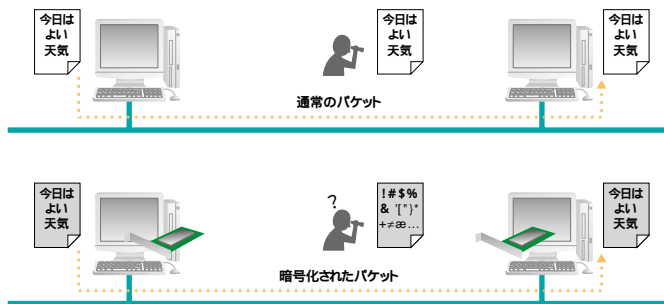 今日は
よい
天気
今日は
よい
天気
今日は
よい
天気
通常のパケット
今日は
よい
天気
?
!#$%
& '["}*
+≠æ…
今日は
よい
天気
暗号化されたパケット